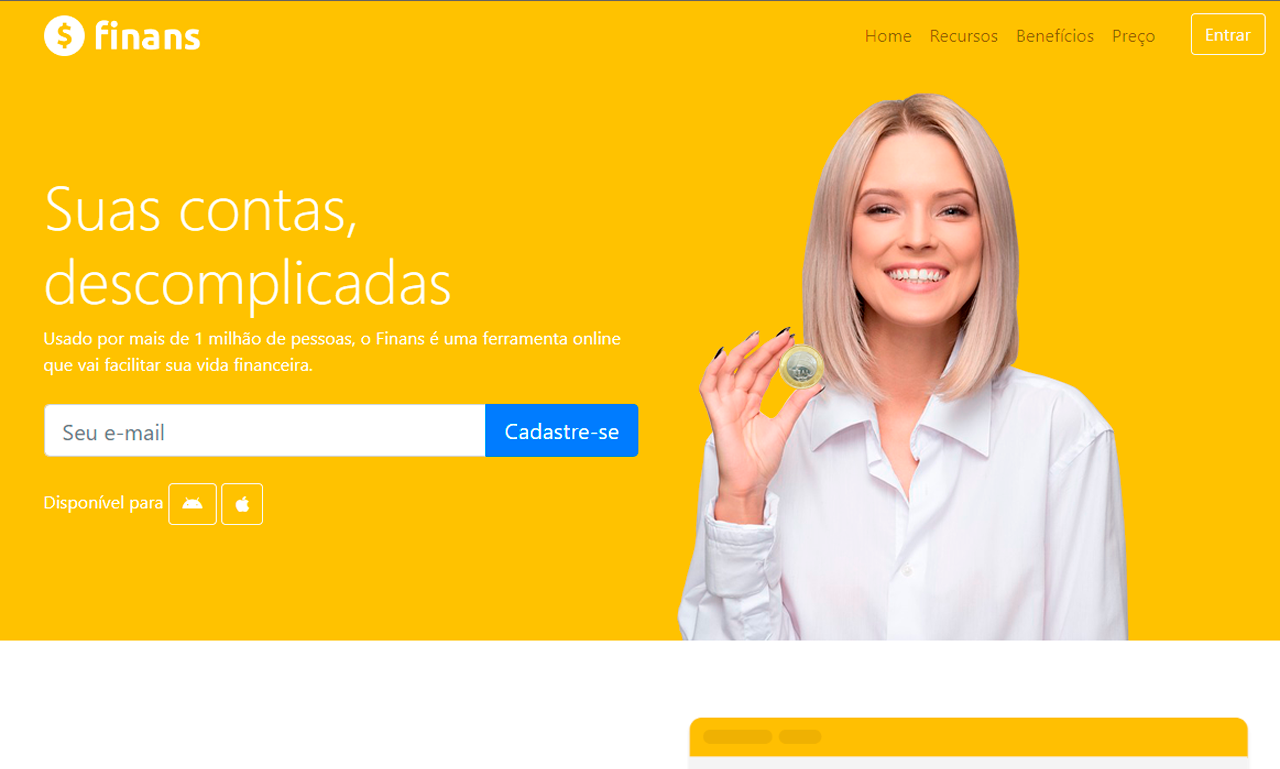 finans
Home Recursos Benefícios Preço Entrar
Suas contas,
descomplicadas
Usado por mais de 1 milhão de pessoas, o Finans é uma ferramenta online
que vai facilitar sua vida financeira.
Seu e-mail Cadastre-se
Disponível para